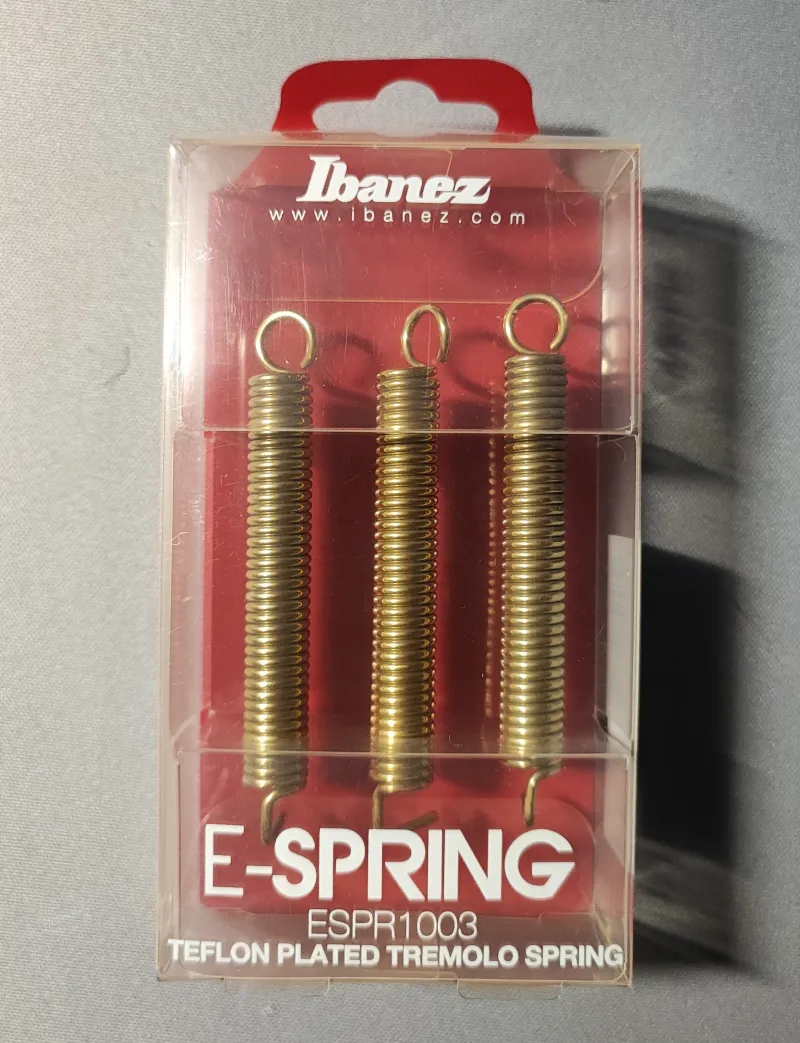 Ibanez
www.ibanez.com
E-SPRING
ESPR1003
TEFLON PLATED TREMOLO SPRING